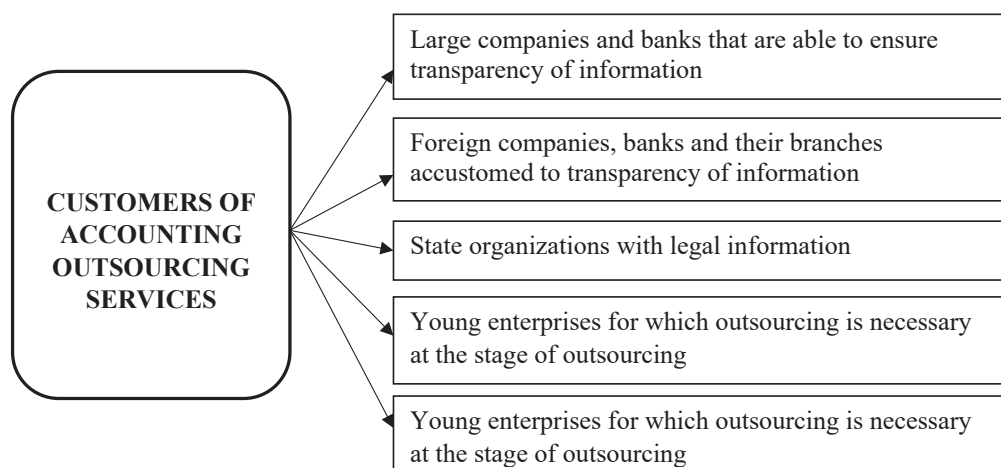 CUSTOMERS OF
ACCOUNTING
OUTSOURCING
SERVICES
Large companies and banks that are able to ensure
transparency of information
Foreign companies, banks and their branches
accustomed to transparency of information
State organizations with legal information
Young enterprises for which outsourcing is necessary
at the stage of outsourcing
Young enterprises for which outsourcing is necessary
at the stage of outsourcing